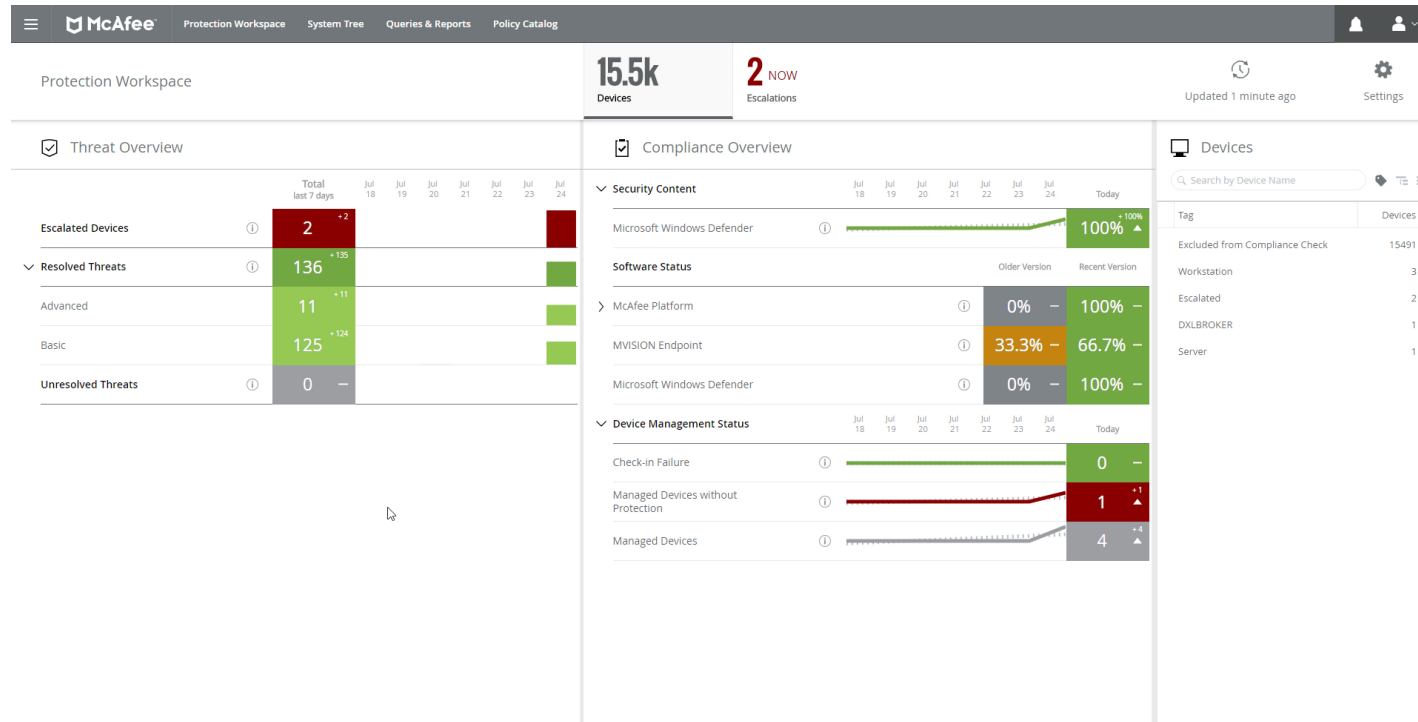 McAfee Protection Workspace System Tree Queries & Reports Policy Catalog
Protection Workspace
15.5k
Devices
2 NOW
Escalations
Updated 1 minute ago
Settings
Threat Overview
Total
last 7 days
Jul 18 Jul 19 Jul 20 Jul 21 Jul 22 Jul 23 Jul 24
Escalated Devices 2 +2
Resolved Threats 136 +135
Advanced 11 +11
Basic 125 +124
Unresolved Threats 0 –
Compliance Overview
Security Content Jul 18 Jul 19 Jul 20 Jul 21 Jul 22 Jul 23 Jul 24 Today
Microsoft Windows Defender 100% +100%
Software Status Older Version Recent Version
McAfee Platform 0% – 100% –
MVISION Endpoint 33.3% – 66.7% –
Microsoft Windows Defender 0% – 100% –
Device Management Status Jul 18 Jul 19 Jul 20 Jul 21 Jul 22 Jul 23 Jul 24 Today
Check-in Failure 0 –
Managed Devices without
Protection 1 +1
Managed Devices 4 +4
Devices
Search by Device Name
Tag Devices
Excluded from Compliance Check 15491
Workstation 3
Escalated 2
DXLBROKER 1
Server 1